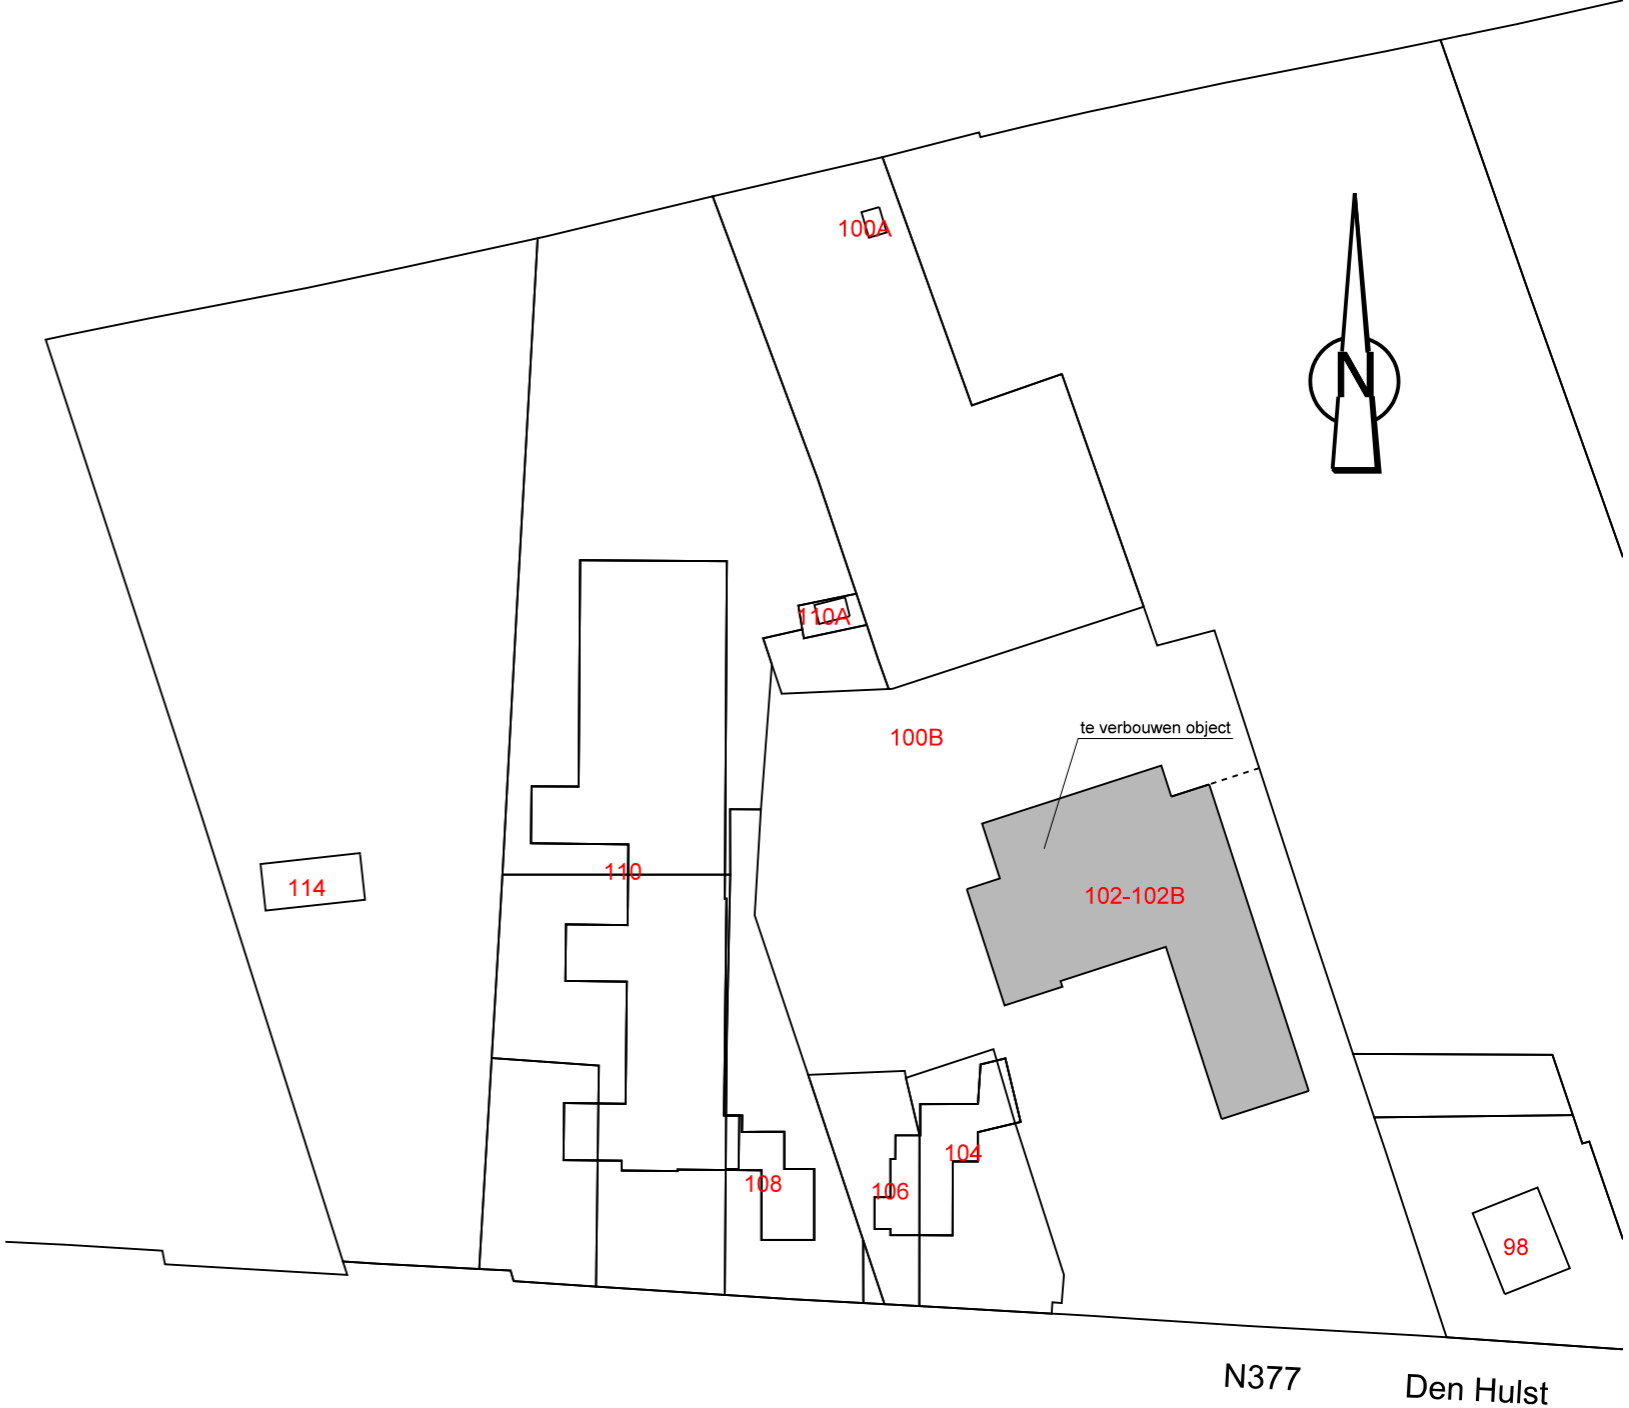 100A
N
110A
te verbouwen object
100B
110
114
102-102B
104
108
106
98
N377
Den Hulst